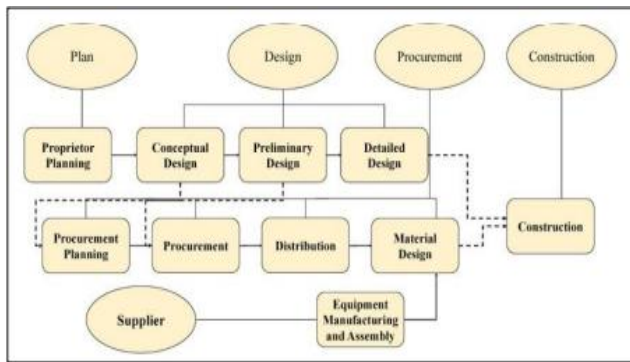 Plan
Design
Procurement
Construction
Proprietor
Planning
Conceptual
Design
Preliminary
Design
Detailed
Design
Construction
Procurement
Planning
Procurement
Distribution
Material
Design
Supplier
Equipment
Manufacturing
and Assembly